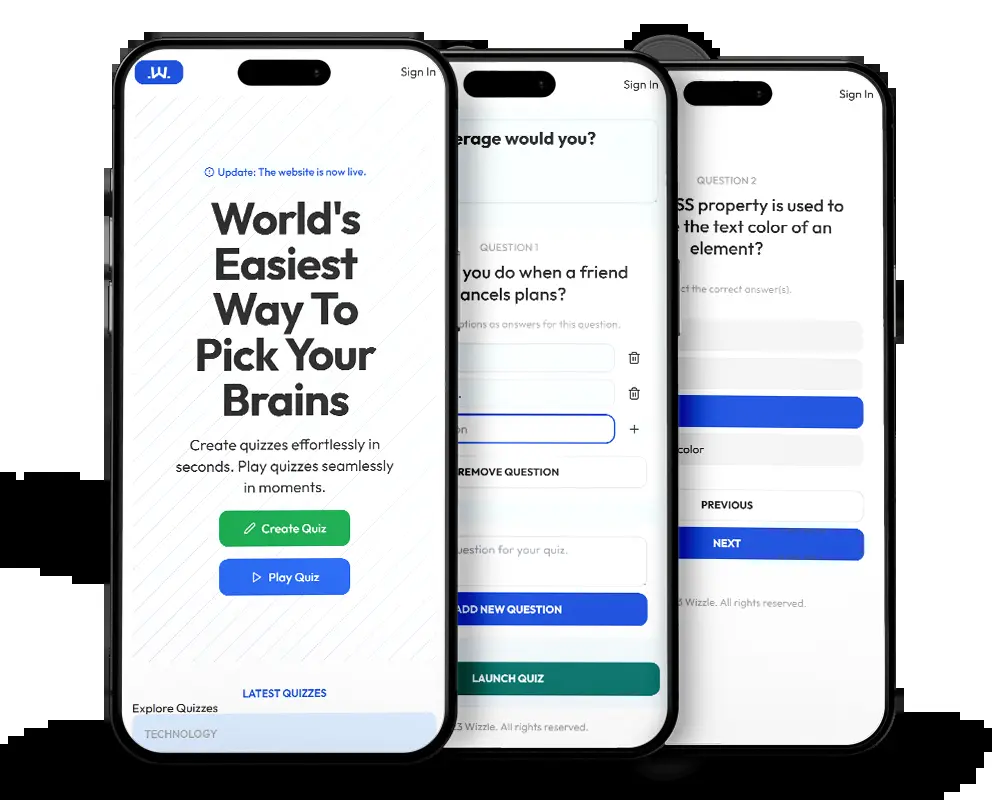 .W.
Sign In
Update: The website is now live.
World's
Easiest
Way To
Pick Your
Brains
Create quizzes effortlessly in
seconds. Play quizzes seamlessly
in moments.
Create Quiz
Play Quiz
LATEST QUIZZES
Explore Quizzes
TECHNOLOGY
Sign In
erage would you?
QUESTION 1
you do when a friend
ancels plans?
ptions as answers for this question.
on
REMOVE QUESTION
uestion for your quiz.
ADD NEW QUESTION
LAUNCH QUIZ
3 Wizzle. All rights reserved.
Sign In
QUESTION 2
SS property is used to
e the text color of an
element?
ct the correct answer(s).
color
PREVIOUS
NEXT
3 Wizzle. All rights reserved.